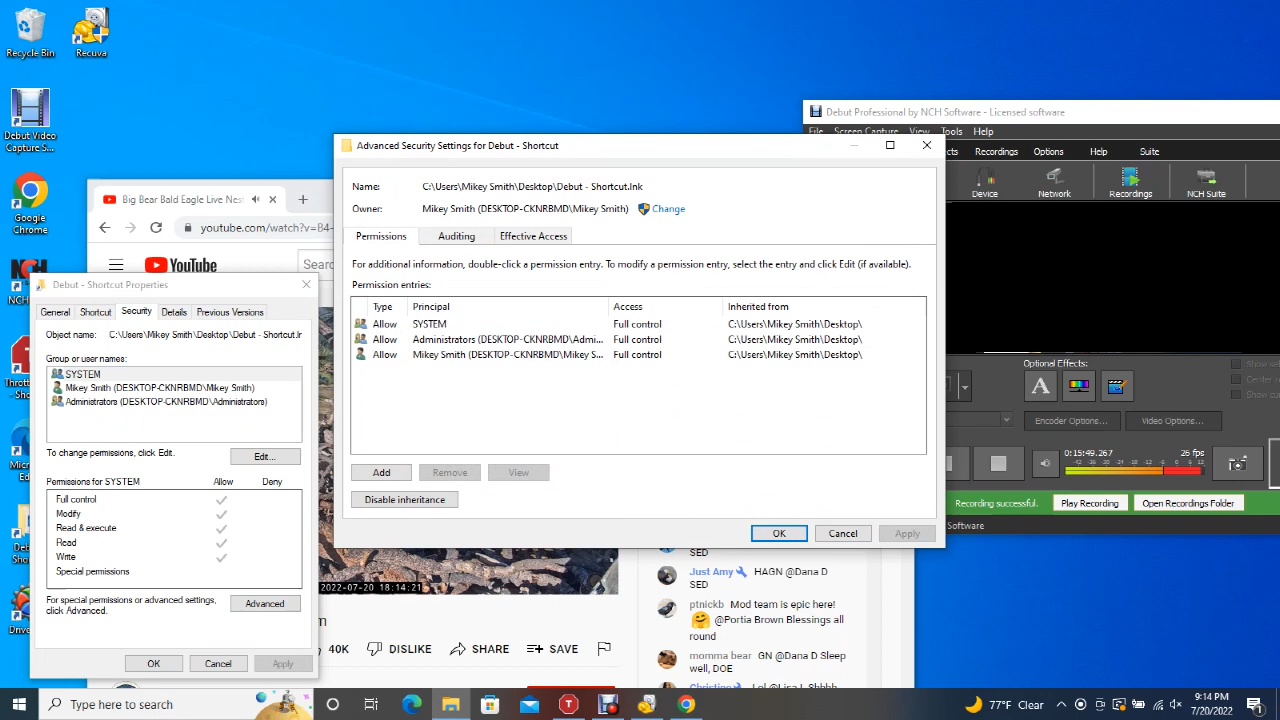 Recycle Bin
Recuva
Debut Video
Capture S...
Google
Chrome
Debut Professional by NCH Software - Licensed software
File Screen Capture View Tools Help
Recordings Options Help Suite
Device Network Recordings NCH Suite
Optional Effects:
Encoder Options... Video Options...
0:15:49.267 26 fps
Recording successful. Play Recording Open Recordings Folder
Software
Big Bear Bald Eagle Live Nes
youtube.com/watch?v=B4-
YouTube
Sear
Advanced Security Settings for Debut - Shortcut
Name: C:\Users\Mikey Smith\Desktop\Debut - Shortcut.lnk
Owner: Mikey Smith (DESKTOP-CKNRBMD\Mikey Smith) Change
Permissions Auditing Effective Access
For additional information, double-click a permission entry. To modify a permission entry, select the entry and click Edit (if available).
Permission entries:
Type Principal Access Inherited from
Allow SYSTEM Full control C:\Users\Mikey Smith\Desktop\
Allow Administrators (DESKTOP-CKNRBMD\Admi... Full control C:\Users\Mikey Smith\Desktop\
Allow Mikey Smith (DESKTOP-CKNRBMD\Mikey S... Full control C:\Users\Mikey Smith\Desktop\
Add Remove View
Disable inheritance
OK Cancel Apply
Debut - Shortcut Properties
General Shortcut Security Details Previous Versions
Object name: C:\Users\Mikey Smith\Desktop\Debut - Shortcut.lr
Group or user names:
SYSTEM
Mikey Smith (DESKTOP-CKNRBMD\Mikey Smith)
Administrators (DESKTOP-CKNRBMD\Administrators)
To change permissions, click Edit. Edit...
Permissions for SYSTEM Allow Deny
Full control
Modify
Read & execute
Read
Write
Special permissions
For special permissions or advanced settings,
click Advanced. Advanced
OK Cancel Apply
2022-07-20 18:14:21
40K DISLIKE SHARE SAVE
SED
Just Amy HAGN @Dana D
SED
ptnickb Mod team is epic here!
@Portia Brown Blessings all
round
momma bear GN @Dana D Sleep
well, DOE
Type here to search
77°F Clear
9:14 PM
7/20/2022
1